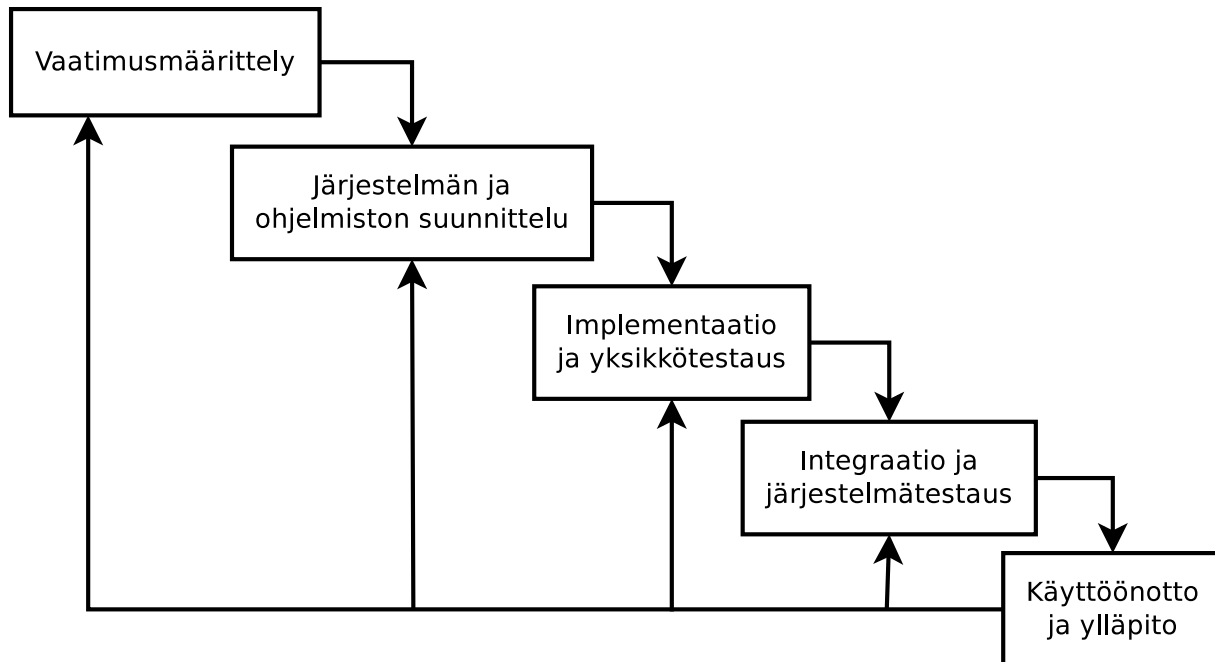 Vaatimusmäärittely
Järjestelmän ja
ohjelmiston suunnittelu
Implementaatio
ja yksikkötestaus
Integraatio ja
järjestelmätestaus
Käyttöönotto
ja ylläpito